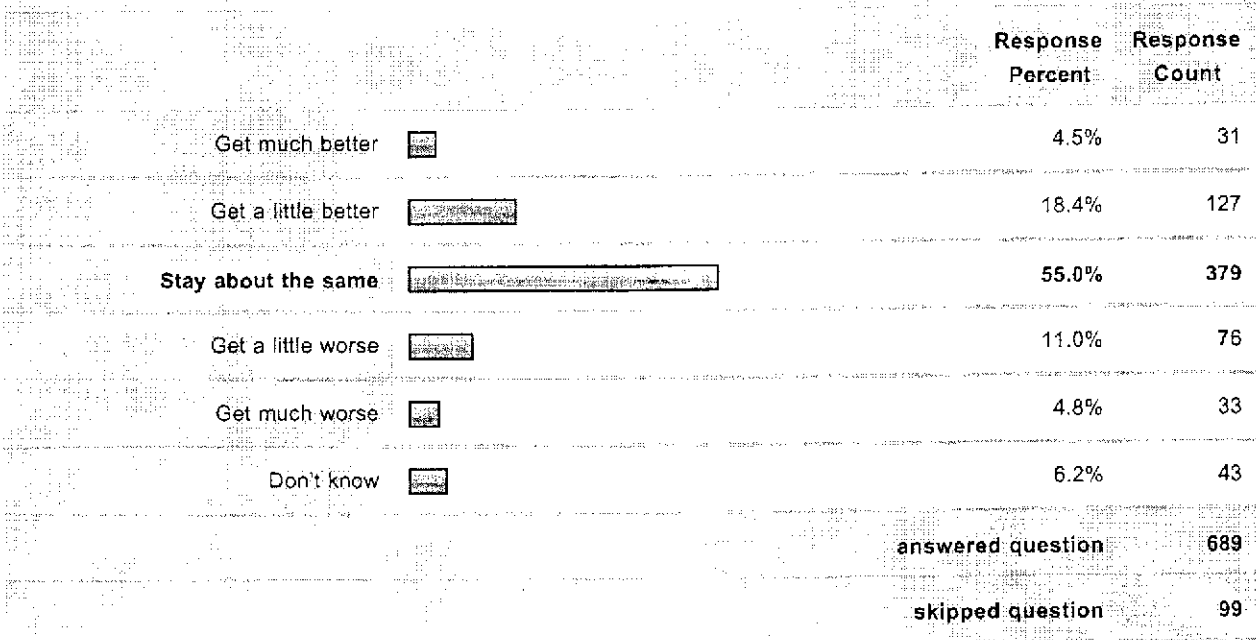 Response Response
Percent Count
Get much better 4.5% 31
Get a little better 18.4% 127
Stay about the same 55.0% 379
Get a little worse 11.0% 76
Get much worse 4.8% 33
Don't know 6.2% 43
answered question 689
skipped question 99